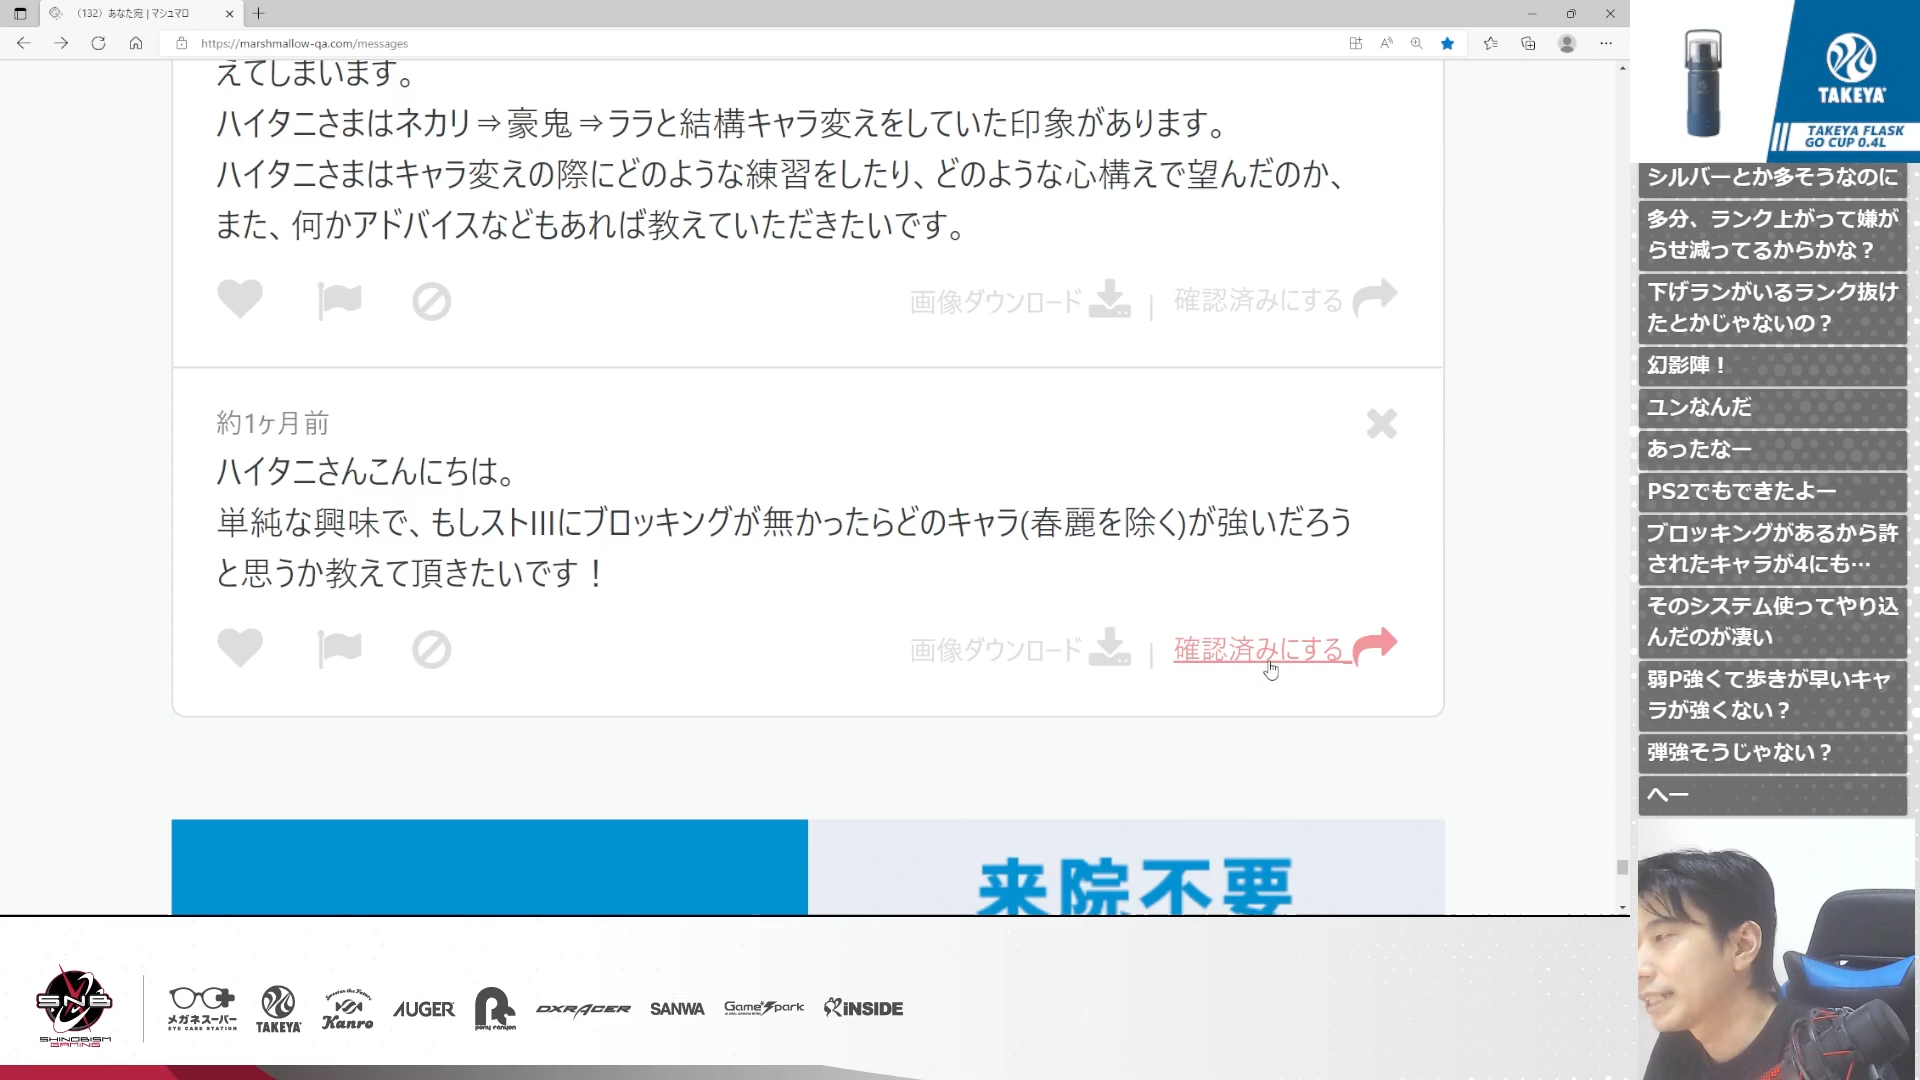 (132) あなた宛 | マシュマロ
https://marshmallow-qa.com/messages
えてしまいます。
ハイタニさまはネカリ⇒豪鬼⇒ララと結構キャラ変えをしていた印象があります。
ハイタニさまはキャラ変えの際にどのような練習をしたり、どのような心構えで望んだのか、
また、何かアドバイスなどもあれば教えていただきたいです。
画像ダウンロード | 確認済みにする
約1ヶ月前
ハイタニさんこんにちは。
単純な興味で、もしストIIIにブロッキングが無かったらどのキャラ(春麗を除く)が強いだろう
と思うか教えて頂きたいです！
画像ダウンロード | 確認済みにする
来院不要
TAKEYA
TAKEYA FLASK
GO CUP 0.4L
シルバーとか多そうなのに
多分、ランク上がって嫌が
らせ減ってるからかな？
下げランがいるランク抜け
たとかじゃないの？
幻影陣！
ユンなんだ
あったなー
PS2でもできたよー
ブロッキングがあるから許
されたキャラが4にも…
そのシステム使ってやり込
んだのが凄い
弱P強くて歩きが早いキャ
ラが強くない？
弾強そうじゃない？
へー
SNB
SHINOBISM
GAMING
メガネスーパー
EYE CARE STATION
TAKEYA
Kanro
AUGER
pony canyon
DXRACER
SANWA
Game*Spark
iNSIDE